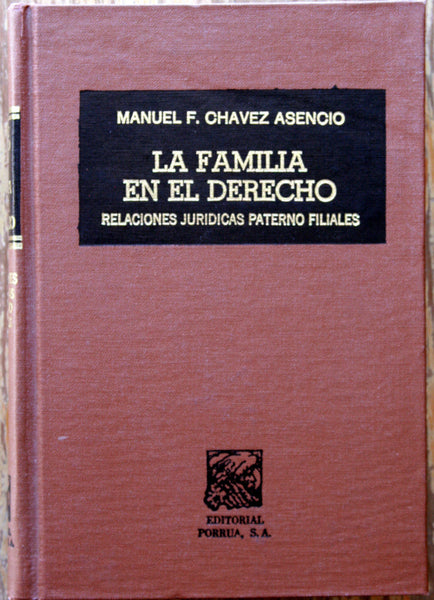 MANUEL F. CHAVEZ ASENCIO
LA FAMILIA
EN EL DERECHO
RELACIONES JURIDICAS PATERNO FILIALES
EDITORIAL
PORRUA, S.A.